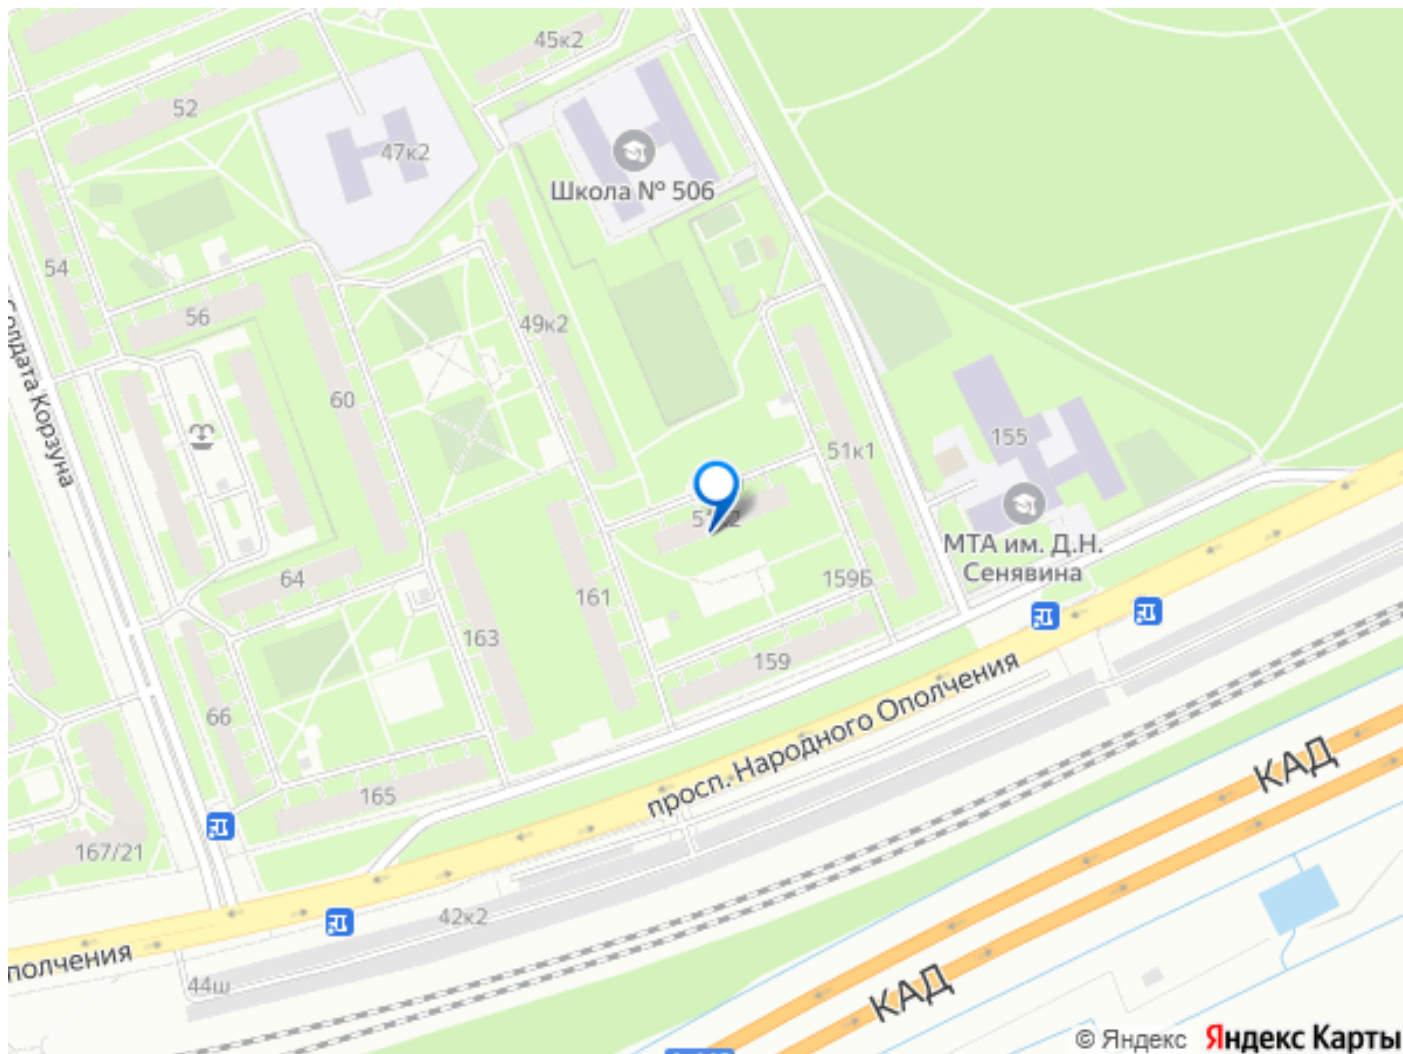 45к2
52
47к2
Школа № 506
54
56
49к2
Солдата Корзуна
60
51к1
155
МТА им. Д.Н.
Сенявина
64
161
159Б
163
159
66
просп. Народного Ополчения
КАД
165
167/21
42к2
полчения
44ш
КАД
© Яндекс
Яндекс Карты